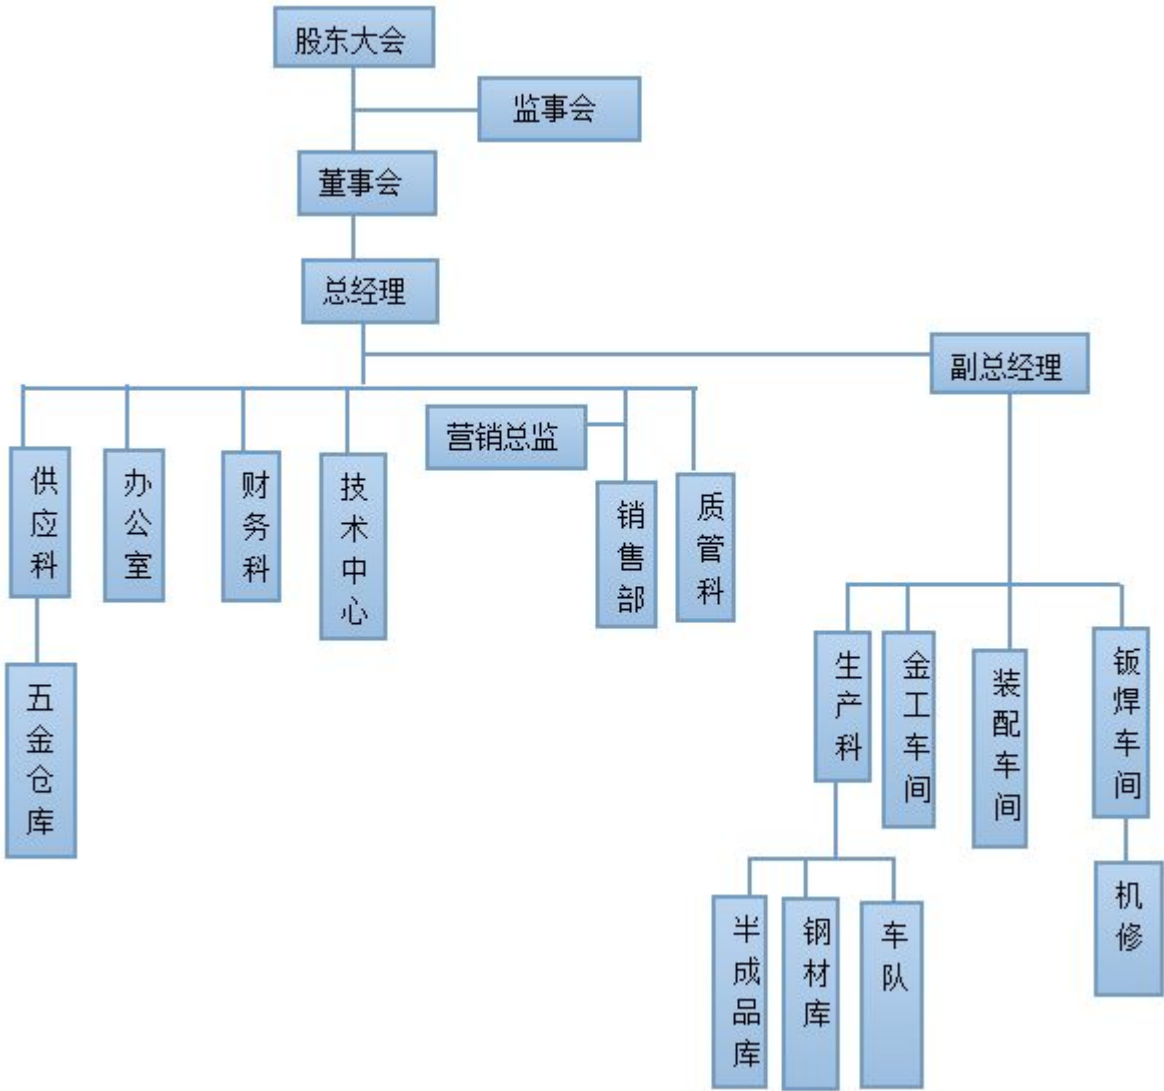 股东大会
监事会
董事会
总经理
副总经理
营销总监
供应科
办公室
财务科
技术中心
销售部
质管科
五金仓库
生产科
金工车间
装配车间
钣焊车间
半成品库
钢材库
车队
机修